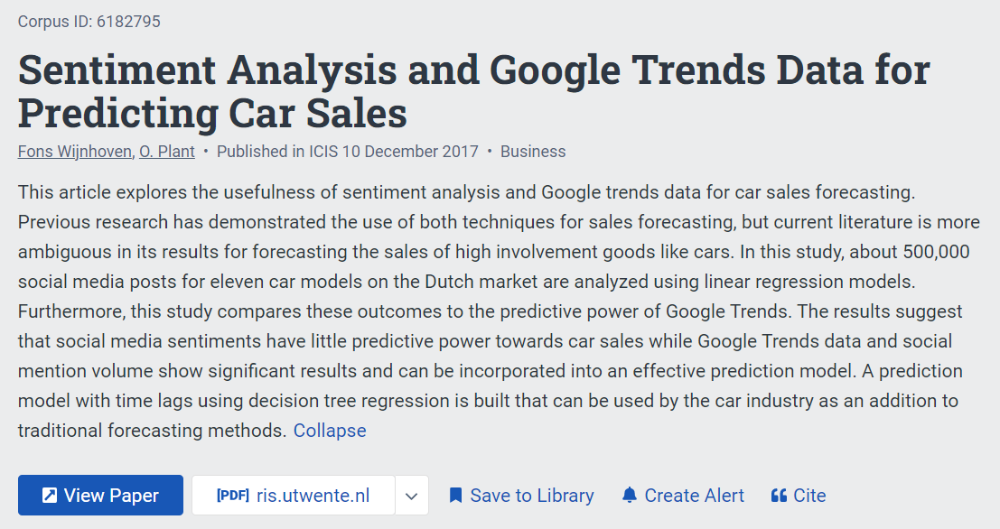 Corpus ID: 6182795
Sentiment Analysis and Google Trends Data for
Predicting Car Sales
Fons Wijnhoven, O. Plant • Published in ICIS 10 December 2017 • Business
This article explores the usefulness of sentiment analysis and Google trends data for car sales forecasting.
Previous research has demonstrated the use of both techniques for sales forecasting, but current literature is more
ambiguous in its results for forecasting the sales of high involvement goods like cars. In this study, about 500,000
social media posts for eleven car models on the Dutch market are analyzed using linear regression models.
Furthermore, this study compares these outcomes to the predictive power of Google Trends. The results suggest
that social media sentiments have little predictive power towards car sales while Google Trends data and social
mention volume show significant results and can be incorporated into an effective prediction model. A prediction
model with time lags using decision tree regression is built that can be used by the car industry as an addition to
traditional forecasting methods. Collapse
View Paper [PDF] ris.utwente.nl Save to Library Create Alert Cite